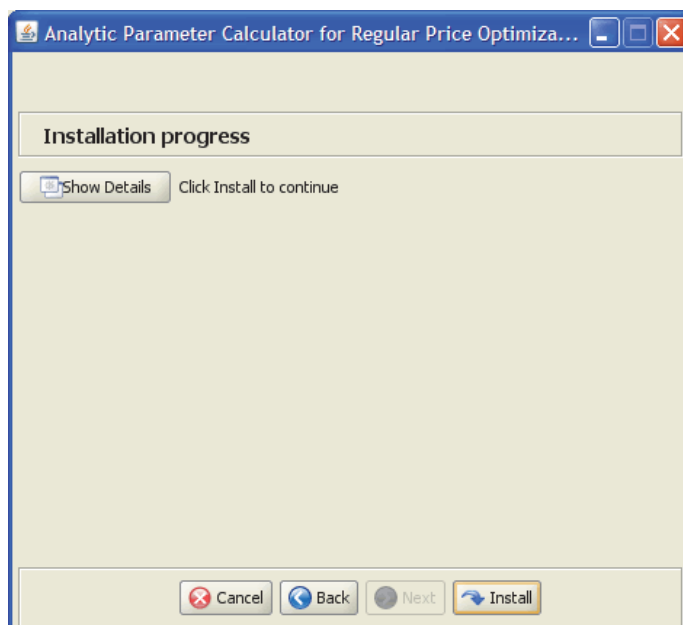 Analytic Parameter Calculator for Regular Price Optimiza...
Installation progress
Show Details Click Install to continue
Cancel Back Next Install